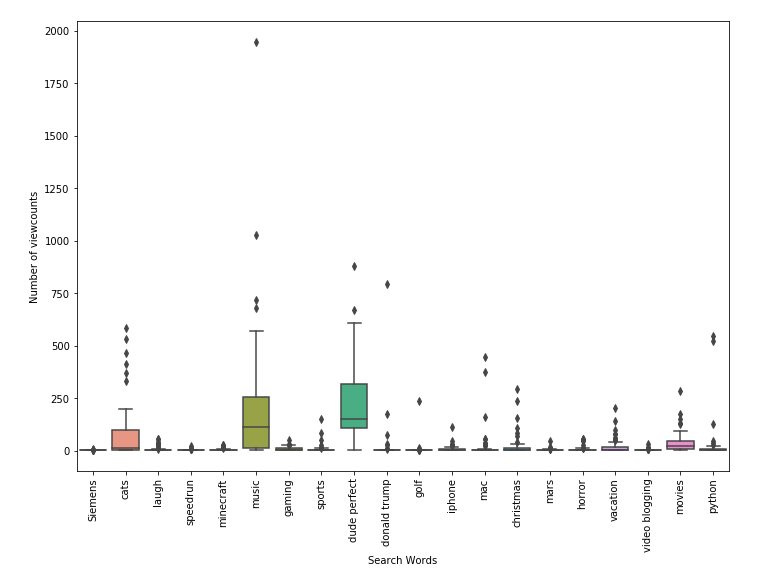 2000
1750
1500
1250
1000
750
500
250
0
Number of viewcounts
Siemens
cats
laugh
speedrun
minecraft
music
gaming
sports
dude perfect
donald trump
golf
iphone
mac
christmas
mars
horror
vacation
video blogging
movies
python
Search Words